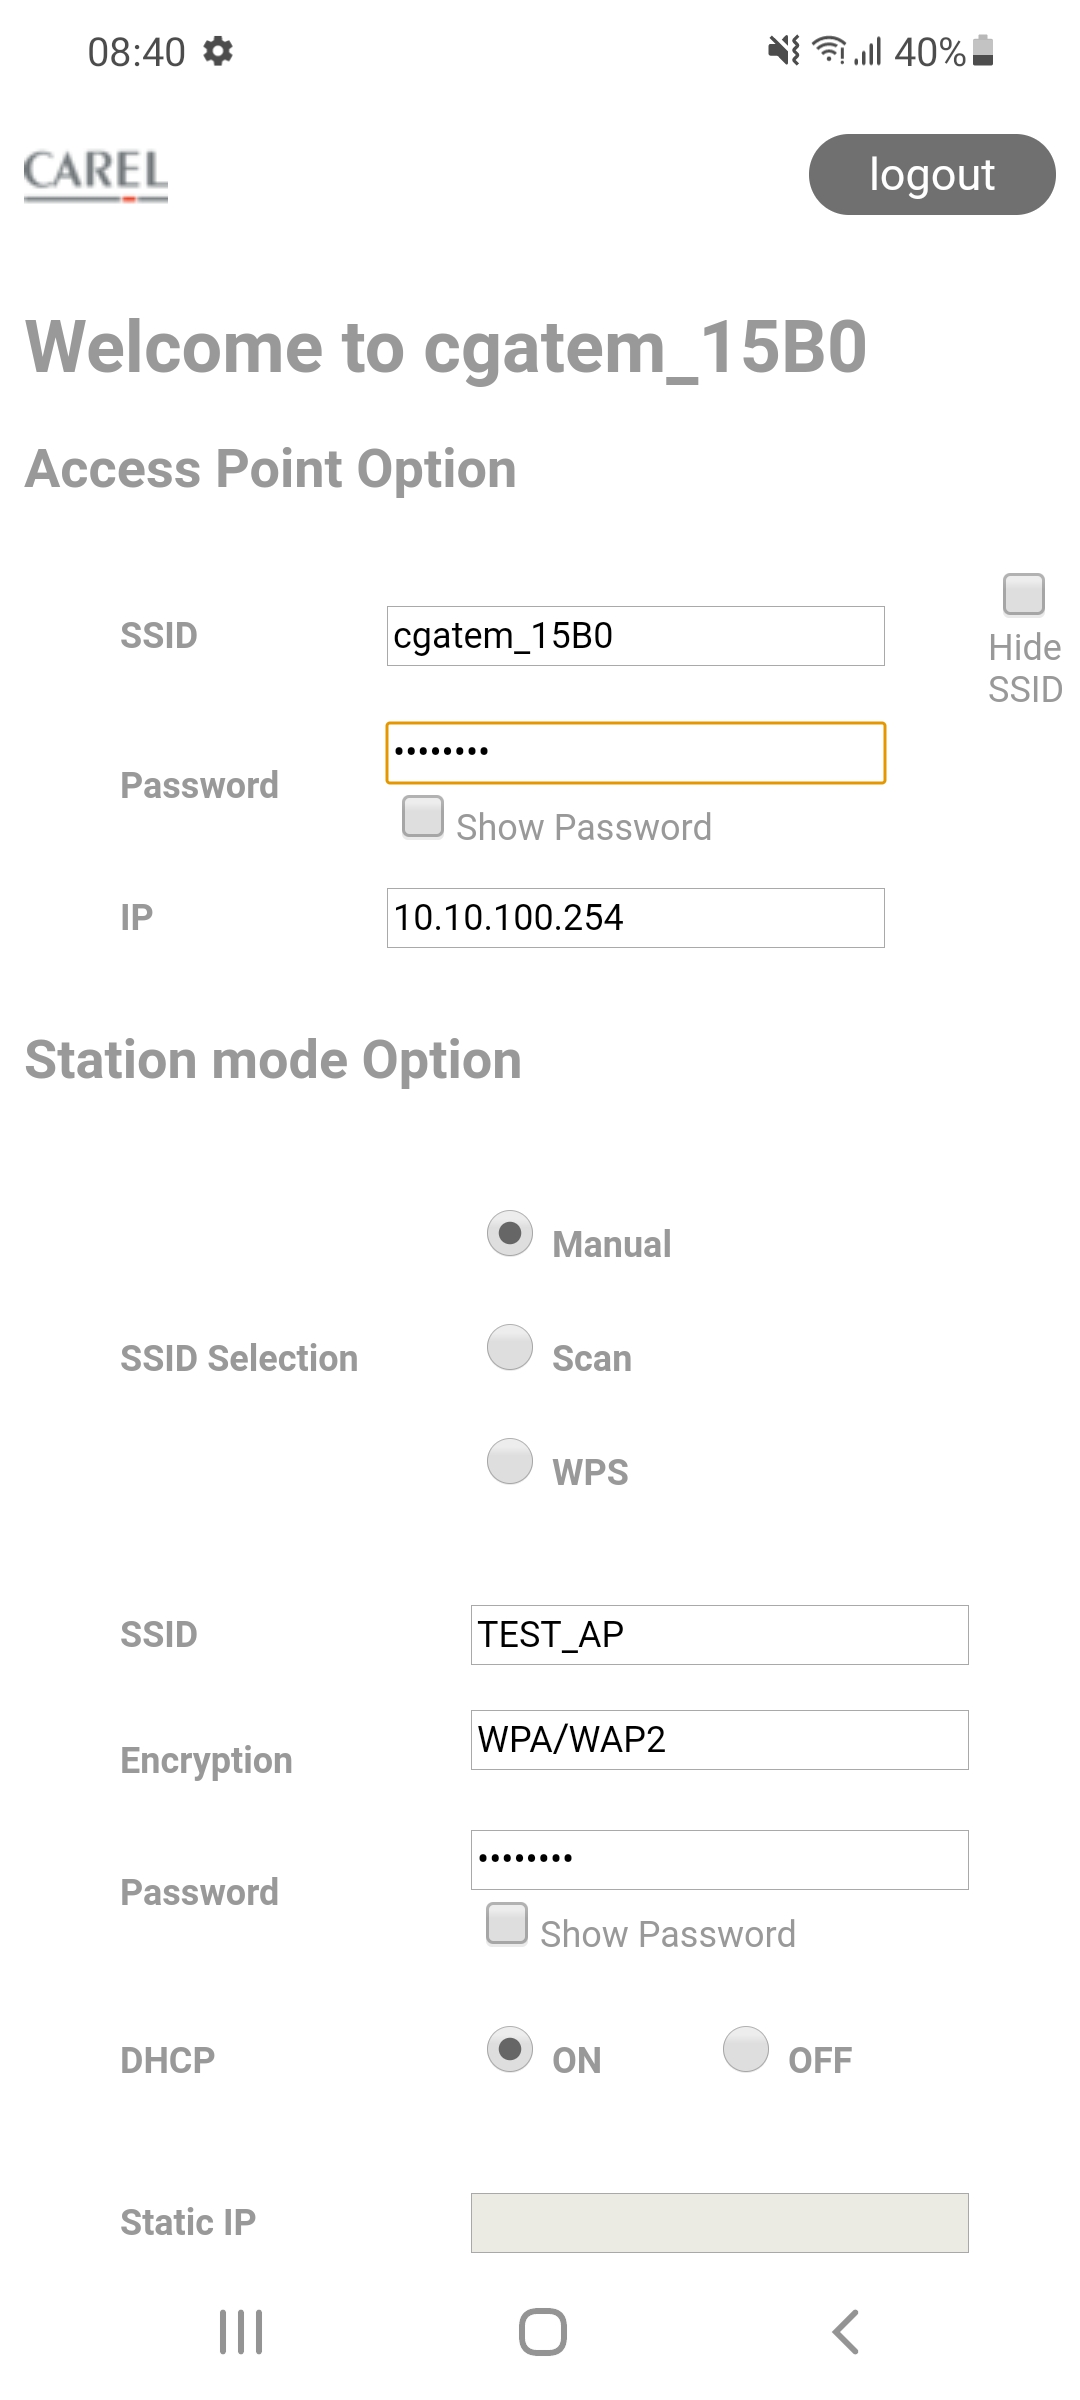 08:40
40%
CAREL
logout
Welcome to cgatem_15B0
Access Point Option
SSID
cgatem_15B0
Hide
SSID
Password
••••••••
Show Password
IP
10.10.100.254
Station mode Option
Manual
SSID Selection
Scan
WPS
SSID
TEST_AP
Encryption
WPA/WAP2
Password
••••••••
Show Password
DHCP
ON
OFF
Static IP